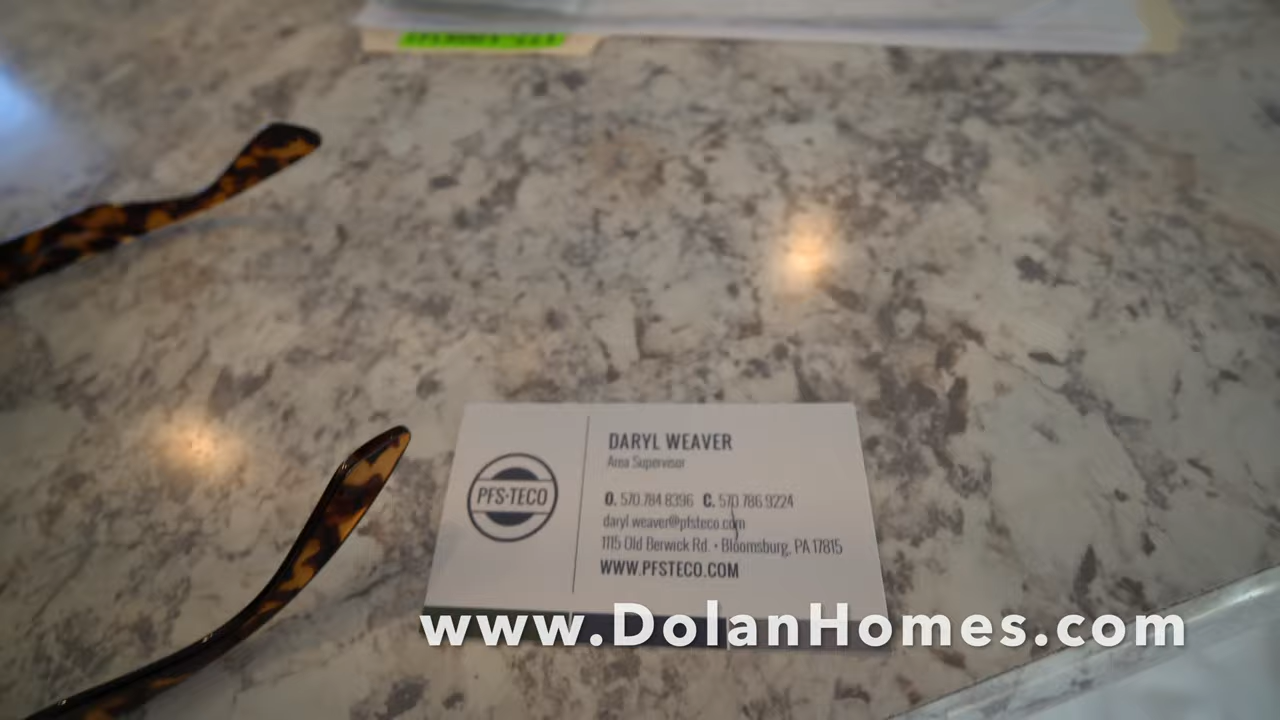 PFS·TECO
DARYL WEAVER
Area Supervisor
O. 570.784.8396 C. 570.786.9224
daryl.weaver@pfsteco.com
1115 Old Berwick Rd. • Bloomsburg, PA 17815
WWW.PFSTECO.COM
www.DolanHomes.com